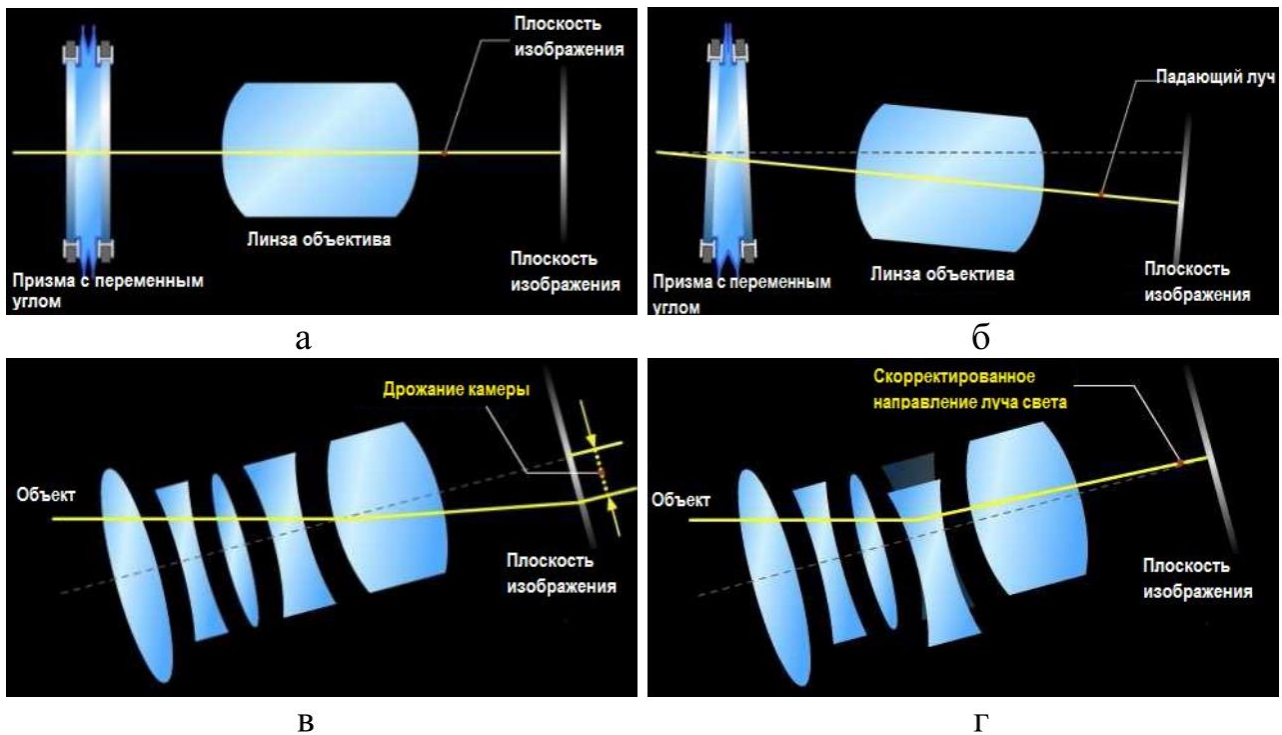 Плоскость
изображения
Линза объектива
Призма с переменным
углом
Плоскость
изображения
а
Падающий луч
Линза объектива
Призма с переменным
углом
Плоскость
изображения
б
Дрожание камеры
Объект
Плоскость
изображения
в
Скорректированное
направление луча света
Объект
Плоскость
изображения
г